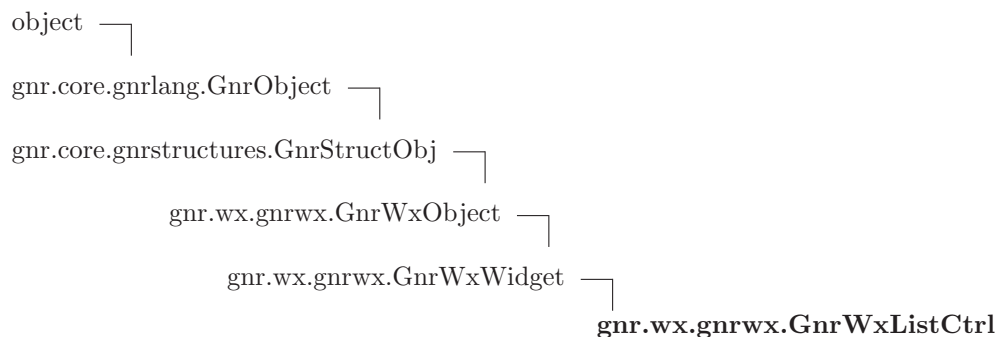 object
gnr.core.gnrlang.GnrObject
gnr.core.gnrstructures.GnrStructObj
gnr.wx.gnrwx.GnrWxObject
gnr.wx.gnrwx.GnrWxWidget
gnr.wx.gnrwx.GnrWxListCtrl